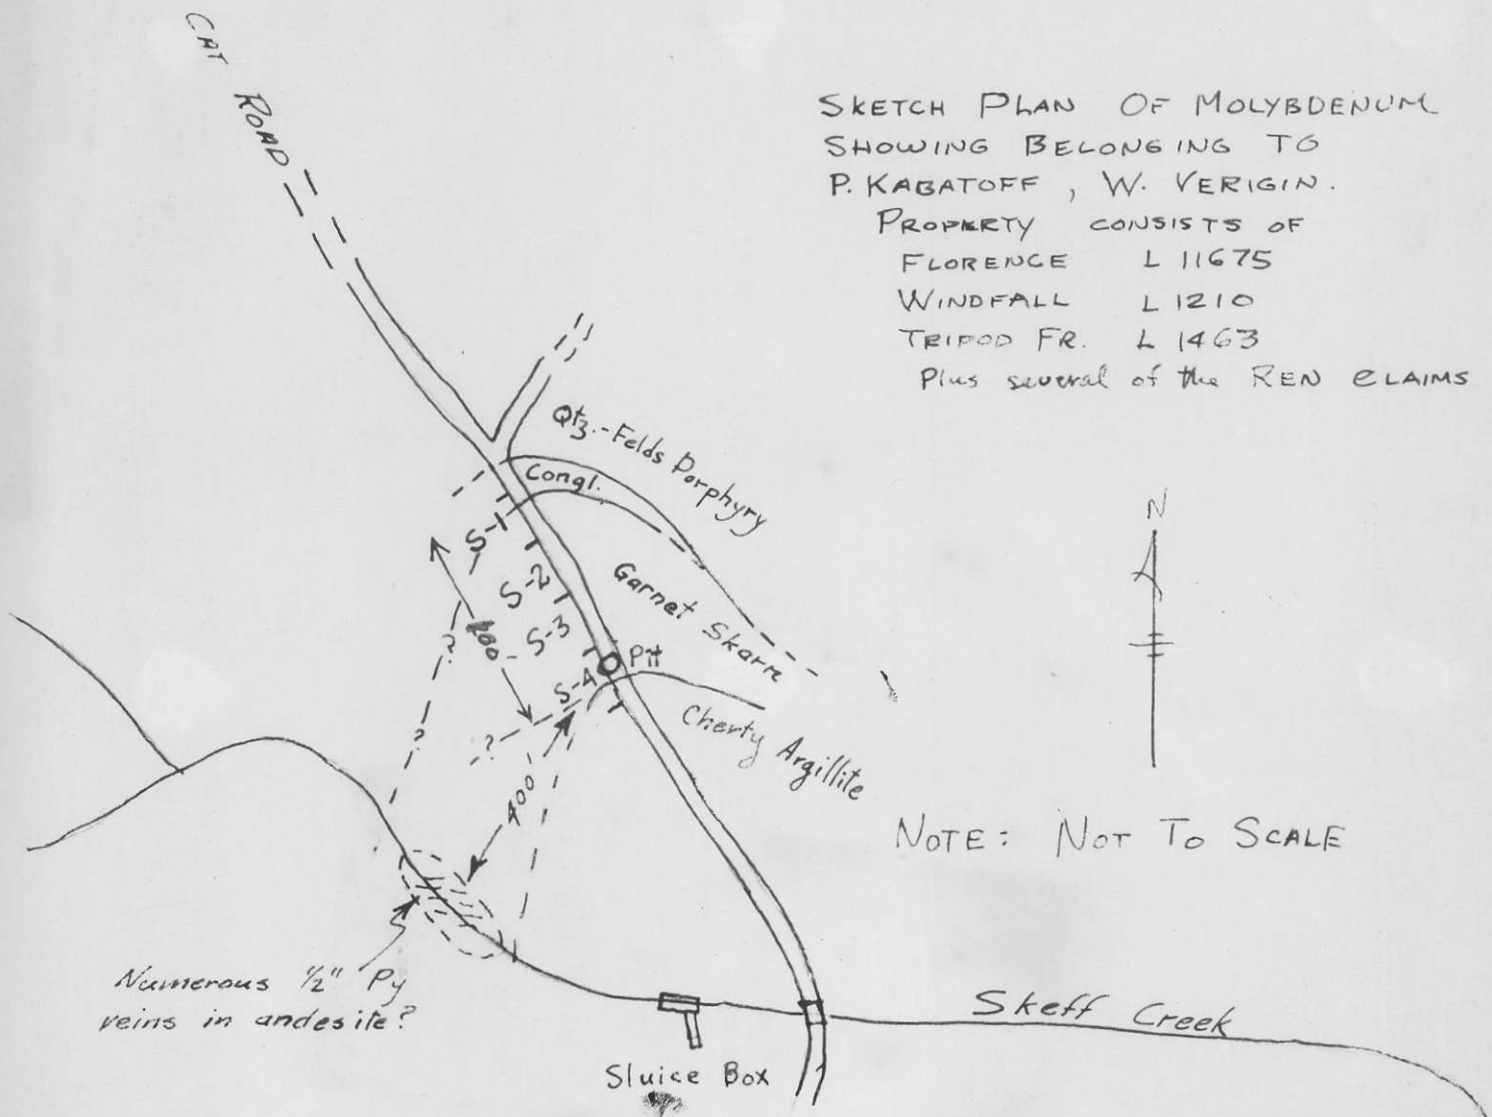 CAT ROAD
SKETCH PLAN OF MOLYBDENUM
SHOWING BELONGING TO
P. KABATOFF, W. VERIGIN.
PROPERTY CONSISTS OF
FLORENCE L 11675
WINDFALL L 1210
TRIPOD FR. L 1463
Plus several of the REN CLAIMS
Qtz.-Felds Porphyry
Congl.
N
S-1
S-2
Garnet Skarn
S-3
Pit
S-4
?
Cherty Argillite
?
?
400
NOTE: NOT TO SCALE
Numerous ½" Py
veins in andesite?
Skeff Creek
Sluice Box